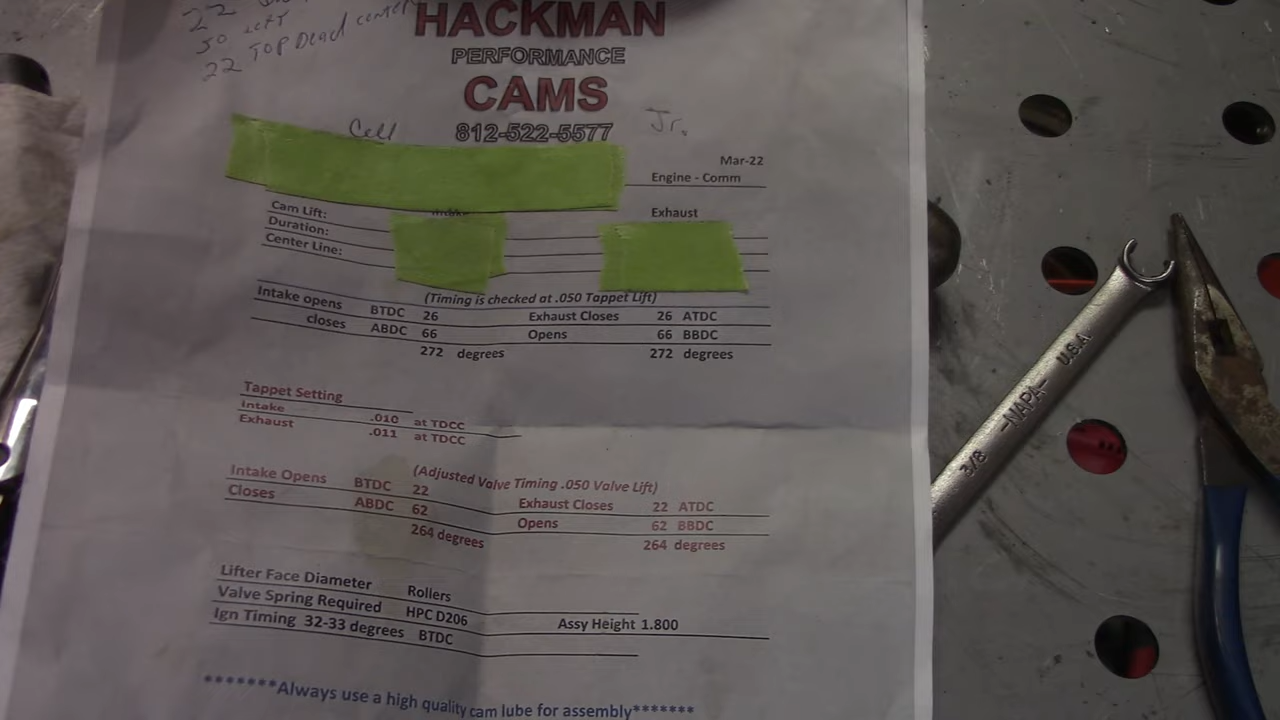 22
50 left
22 TOP Dead center
HACKMAN
PERFORMANCE
CAMS
Cell 812-522-5577 Jr.
Mar-22
Engine - Comm
Cam Lift: Intake Exhaust
Duration:
Center Line:
(Timing is checked at .050 Tappet Lift)
Intake opens BTDC 26 Exhaust Closes 26 ATDC
closes ABDC 66 Opens 66 BBDC
272 degrees 272 degrees
Tappet Setting
Intake .010 at TDCC
Exhaust .011 at TDCC
(Adjusted Valve Timing .050 Valve Lift)
Intake Opens BTDC 22 Exhaust Closes 22 ATDC
Closes ABDC 62 Opens 62 BBDC
264 degrees 264 degrees
Lifter Face Diameter Rollers
Valve Spring Required HPC D206 Assy Height 1.800
Ign Timing 32-33 degrees BTDC
*******Always use a high quality cam lube for assembly*******
3/8 -NAPA- U.S.A